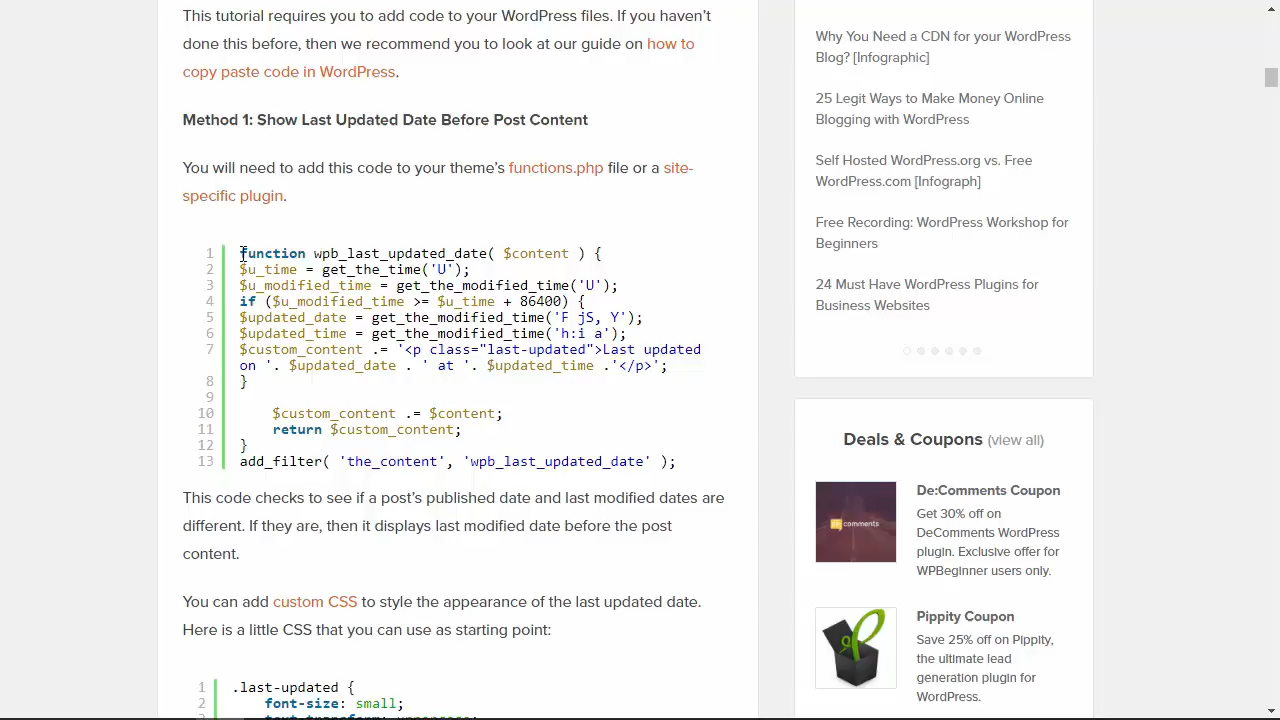 This tutorial requires you to add code to your WordPress files. If you haven't
done this before, then we recommend you to look at our guide on how to
copy paste code in WordPress.
Method 1: Show Last Updated Date Before Post Content
You will need to add this code to your theme's functions.php file or a site-
specific plugin.
1 function wpb_last_updated_date( $content ) {
2 $u_time = get_the_time('U');
3 $u_modified_time = get_the_modified_time('U');
4 if ($u_modified_time >= $u_time + 86400) {
5 $updated_date = get_the_modified_time('F jS, Y');
6 $updated_time = get_the_modified_time('h:i a');
7 $custom_content .= '<p class="last-updated">Last updated
on '. $updated_date . ' at '. $updated_time .'</p>';
8 }
9
10 $custom_content .= $content;
11 return $custom_content;
12 }
13 add_filter( 'the_content', 'wpb_last_updated_date' );
This code checks to see if a post's published date and last modified dates are
different. If they are, then it displays last modified date before the post
content.
You can add custom CSS to style the appearance of the last updated date.
Here is a little CSS that you can use as starting point:
1 .last-updated {
2 font-size: small;
Why You Need a CDN for your WordPress
Blog? [Infographic]
25 Legit Ways to Make Money Online
Blogging with WordPress
Self Hosted WordPress.org vs. Free
WordPress.com [Infograph]
Free Recording: WordPress Workshop for
Beginners
24 Must Have WordPress Plugins for
Business Websites
Deals & Coupons (view all)
de:comments
De:Comments Coupon
Get 30% off on
DeComments WordPress
plugin. Exclusive offer for
WPBeginner users only.
Pippity Coupon
Save 25% off on Pippity,
the ultimate lead
generation plugin for
WordPress.